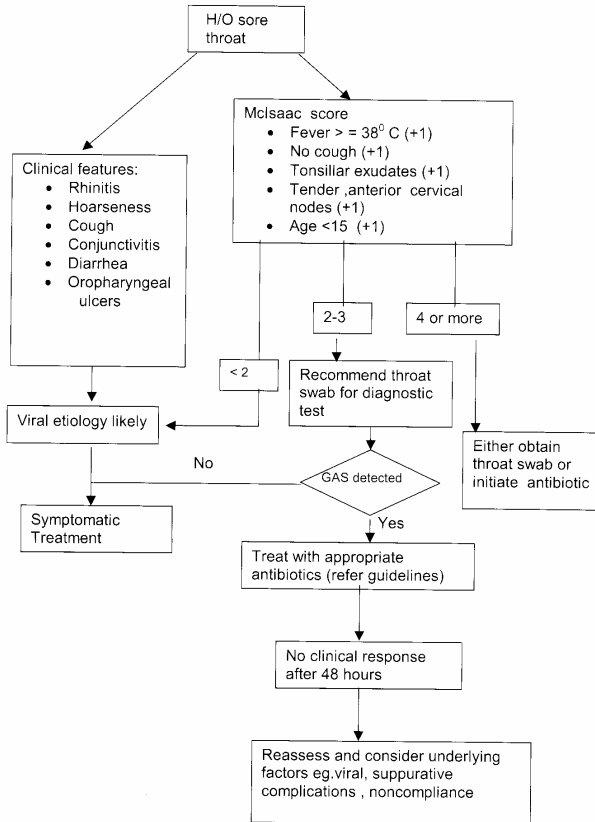 H/O sore
throat
McIsaac score
• Fever > = 38⁰ C (+1)
• No cough (+1)
• Tonsillar exudates (+1)
• Tender ,anterior cervical
nodes (+1)
• Age <15 (+1)
Clinical features:
• Rhinitis
• Hoarseness
• Cough
• Conjunctivitis
• Diarrhea
• Oropharyngeal
ulcers
2-3
4 or more
< 2
Recommend throat
swab for diagnostic
test
Viral etiology likely
Either obtain
throat swab or
initiate antibiotic
No
GAS detected
Yes
Symptomatic
Treatment
Treat with appropriate
antibiotics (refer guidelines)
No clinical response
after 48 hours
Reassess and consider underlying
factors eg.viral, suppurative
complications , noncompliance